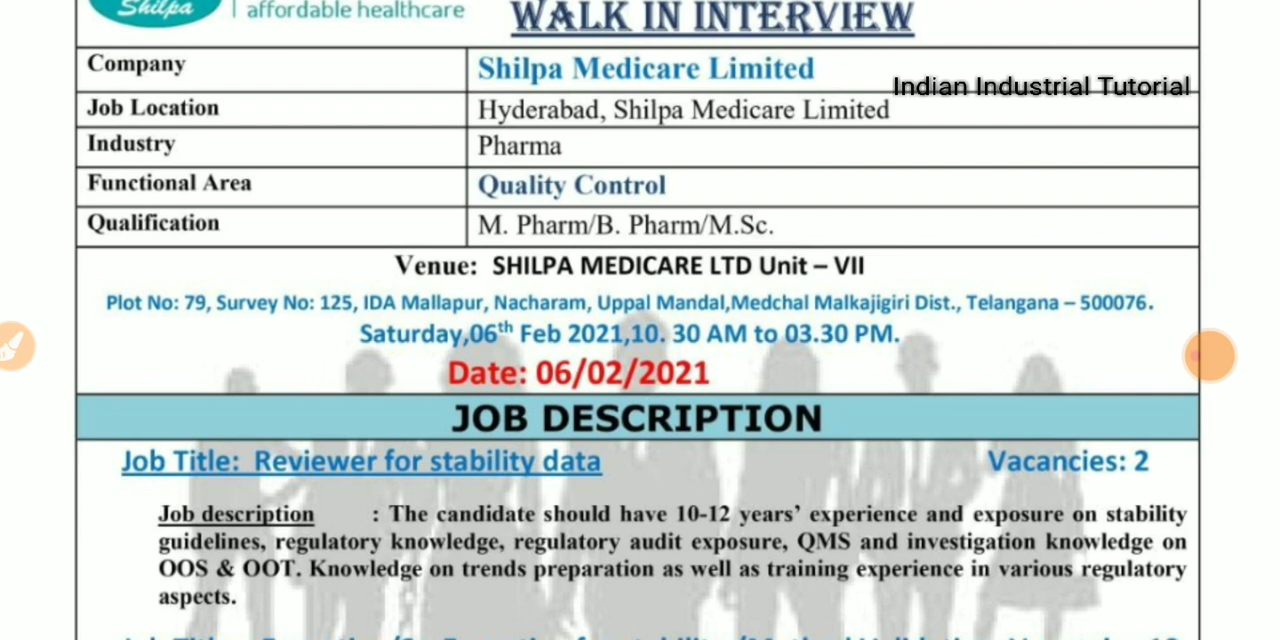 Shilpa
affordable healthcare
WALK IN INTERVIEW
Company
Shilpa Medicare Limited
Indian Industrial Tutorial
Job Location
Hyderabad, Shilpa Medicare Limited
Industry
Pharma
Functional Area
Quality Control
Qualification
M. Pharm/B. Pharm/M.Sc.
Venue: SHILPA MEDICARE LTD Unit – VII
Plot No: 79, Survey No: 125, IDA Mallapur, Nacharam, Uppal Mandal,Medchal Malkajigiri Dist., Telangana – 500076.
Saturday,06th Feb 2021,10. 30 AM to 03.30 PM.
Date: 06/02/2021
JOB DESCRIPTION
Job Title: Reviewer for stability data
Vacancies: 2
Job description : The candidate should have 10-12 years’ experience and exposure on stability
guidelines, regulatory knowledge, regulatory audit exposure, QMS and investigation knowledge on
OOS & OOT. Knowledge on trends preparation as well as training experience in various regulatory
aspects.